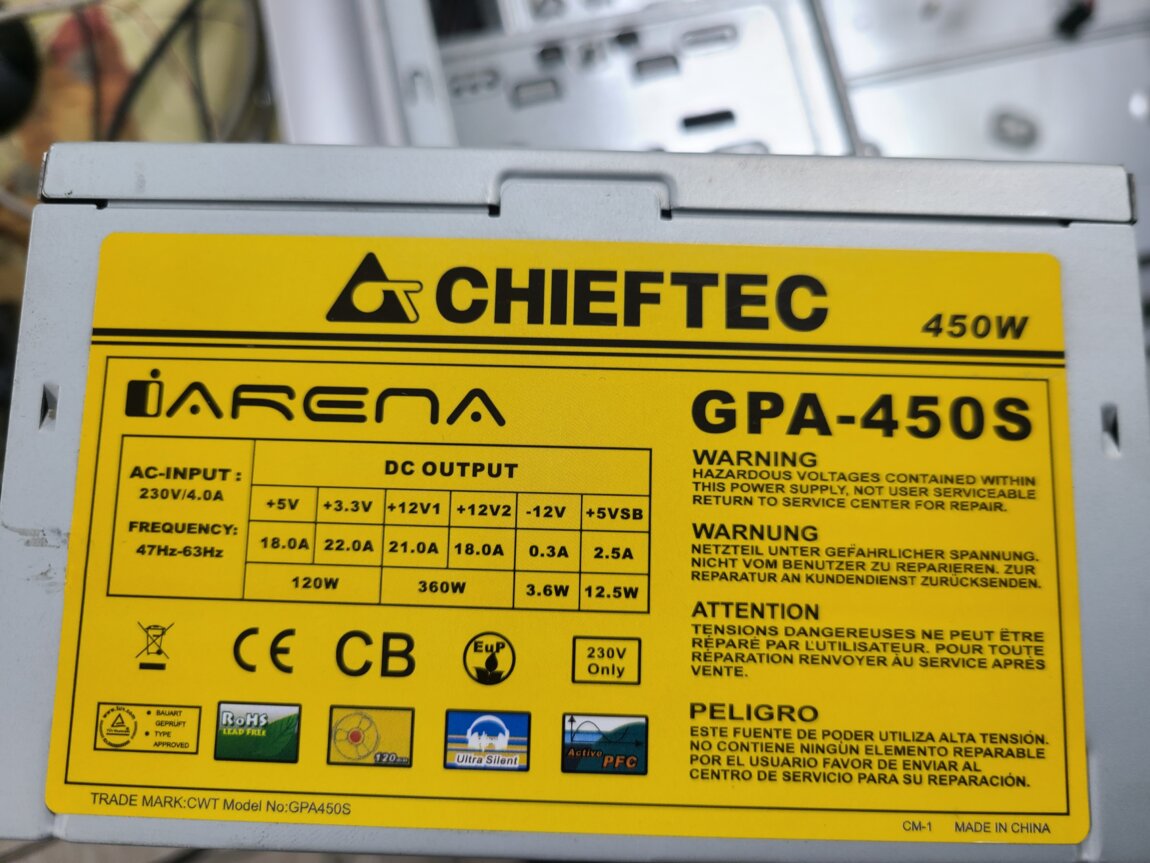 CHIEFTEC
450W
iARENA
GPA-450S
AC-INPUT :
230V/4.0A
FREQUENCY:
47Hz-63Hz
DC OUTPUT
+5V +3.3V +12V1 +12V2 -12V +5VSB
18.0A 22.0A 21.0A 18.0A 0.3A 2.5A
120W 360W 3.6W 12.5W
WARNING
HAZARDOUS VOLTAGES CONTAINED WITHIN
THIS POWER SUPPLY, NOT USER SERVICEABLE
RETURN TO SERVICE CENTER FOR REPAIR.
WARNUNG
NETZTEIL UNTER GEFÄHRLICHER SPANNUNG.
NICHT VOM BENUTZER ZU REPARIEREN. ZUR
REPARATUR AN KUNDENDIENST ZURÜCKSENDEN.
ATTENTION
TENSIONS DANGEREUSES NE PEUT ÊTRE
RÉPARÉ PAR L'UTILISATEUR. POUR TOUTE
RÉPARATION RENVOYER ÀU SERVICE APRÉS
VENTE.
PELIGRO
ESTE FUENTE DE PODER UTILIZA ALTA TENSIÓN.
NO CONTIENE NINGÚN ELEMENTO REPARABLE
POR EL USUARIO FAVOR DE ENVIAR AL
CENTRO DE SERVICIO PARA SU REPARACIÓN.
CE
CB
EuP
230V
Only
BAUART
GEPRÜFT
TYPE
APPROVED
RoHS
LEAD FREE
120mm
Ultra Silent
Active
PFC
TRADE MARK:CWT Model No:GPA450S
CM-1 MADE IN CHINA